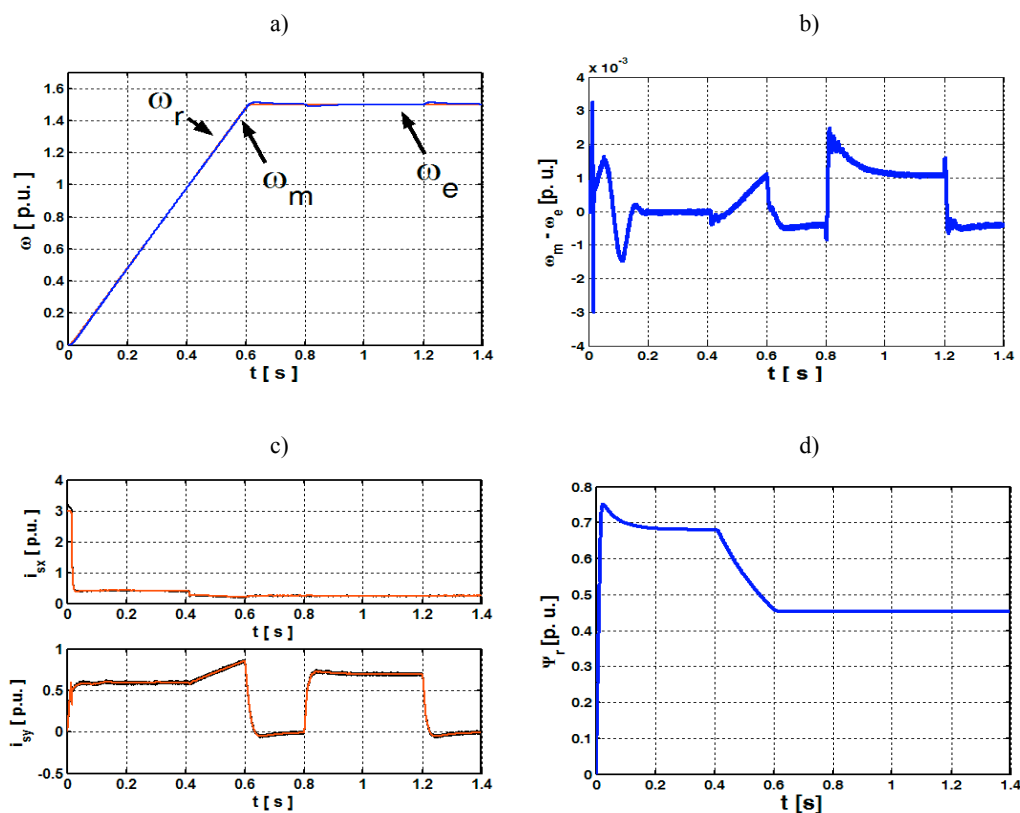 a)
ω [ p.u. ]
1.6
1.4
1.2
1
0.8
0.6
0.4
0.2
0
ωr
ωm
ωe
0 0.2 0.4 0.6 0.8 1 1.2 1.4
t [ s ]
b)
x 10^-3
ωm - ωe [p. u.]
4
3
2
1
0
-1
-2
-3
-4
0 0.2 0.4 0.6 0.8 1 1.2 1.4
t [ s ]
c)
isx [ p.u. ]
4
3
2
1
0
0 0.2 0.4 0.6 0.8 1 1.2 1.4
t [ s ]
isy [ p.u. ]
1
0.5
0
-0.5
0 0.2 0.4 0.6 0.8 1 1.2 1.4
t [ s ]
d)
Ψr [p. u.]
0.8
0.7
0.6
0.5
0.4
0.3
0.2
0.1
0
0 0.2 0.4 0.6 0.8 1 1.2 1.4
t [s]